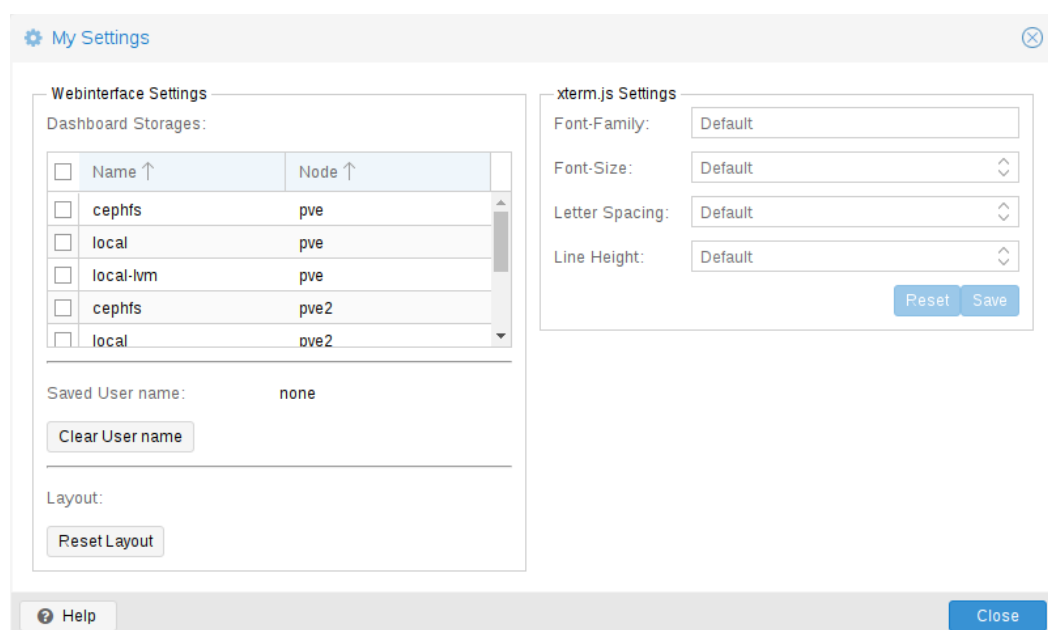 My Settings
Webinterface Settings
Dashboard Storages:
Name Node
cephfs pve
local pve
local-lvm pve
cephfs pve2
local pve2
Saved User name: none
Clear User name
Layout:
Reset Layout
xterm.js Settings
Font-Family: Default
Font-Size: Default
Letter Spacing: Default
Line Height: Default
Reset Save
Help Close